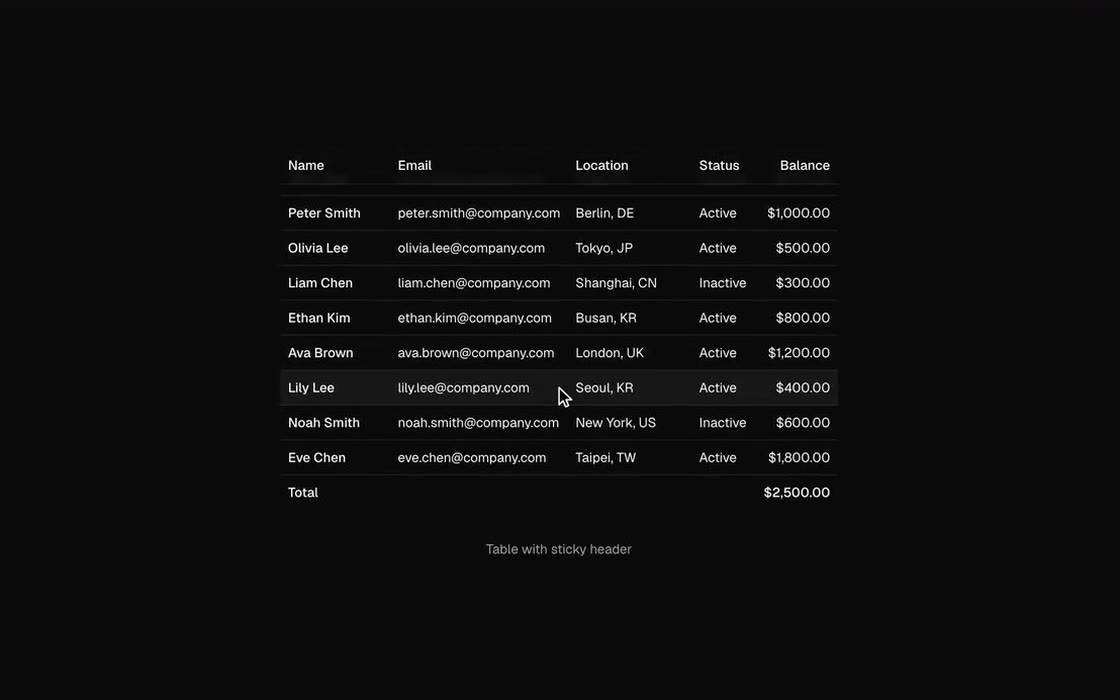 Name Email Location Status Balance
Peter Smith peter.smith@company.com Berlin, DE Active $1,000.00
Olivia Lee olivia.lee@company.com Tokyo, JP Active $500.00
Liam Chen liam.chen@company.com Shanghai, CN Inactive $300.00
Ethan Kim ethan.kim@company.com Busan, KR Active $800.00
Ava Brown ava.brown@company.com London, UK Active $1,200.00
Lily Lee lily.lee@company.com Seoul, KR Active $400.00
Noah Smith noah.smith@company.com New York, US Inactive $600.00
Eve Chen eve.chen@company.com Taipei, TW Active $1,800.00
Total $2,500.00
Table with sticky header